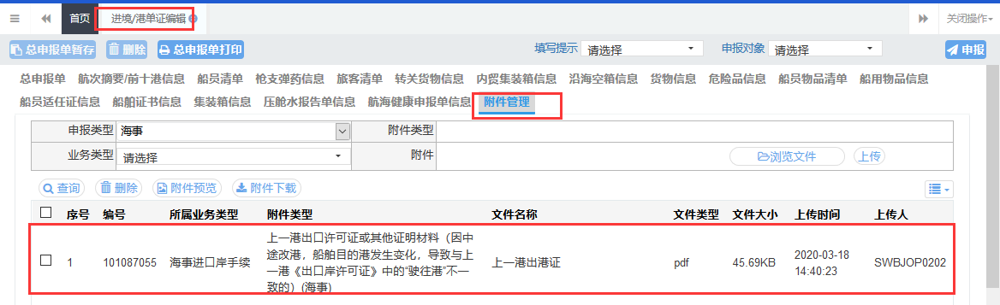 首页 进境/港单证编辑 关闭操作
总申报单暂存 删除 总申报单打印 填写提示 请选择 申报对象 请选择 申报
总申报单 航次摘要/前十港信息 船员清单 枪支弹药信息 旅客清单 转关货物信息 内贸集装箱信息 沿海空箱信息 货物信息 危险品信息 船员物品清单 船用物品信息
船员适任证信息 船舶证书信息 集装箱信息 压舱水报告单信息 航海健康申报单信息 附件管理
申报类型 海事 附件类型
业务类型 请选择 附件 浏览文件 上传
查询 删除 附件预览 附件下载
序号 编号 所属业务类型 附件类型 文件名称 文件类型 文件大小 上传时间 上传人
1 101087055 海事进口岸手续 上一港出口许可证或其他证明材料（因中途改港，船舶目的港发生变化，导致与上一港《出口岸许可证》中的“驶往港”不一致的）(海事) 上一港出港证 pdf 45.69KB 2020-03-18 14:40:23 SWBJOP0202